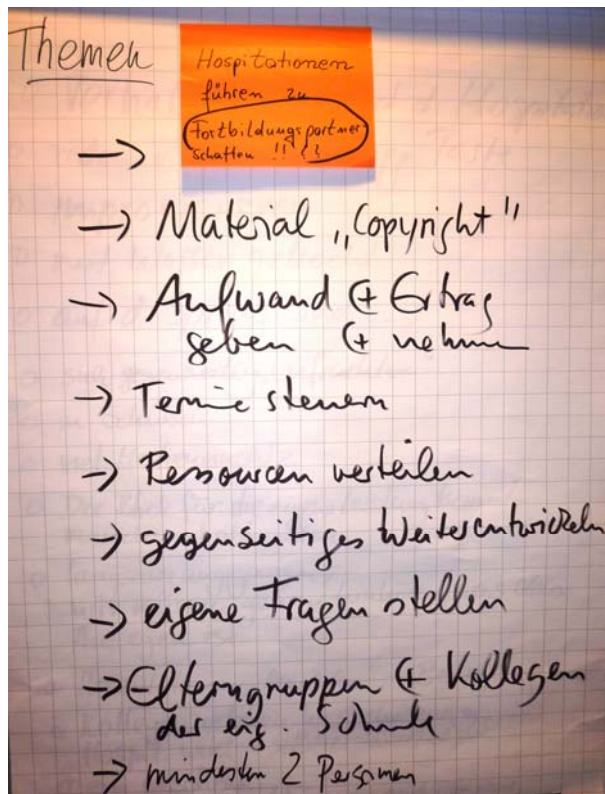 Themen
Hospitationen
führen zu
Fortbildungspartner
schaften !! ??
→
→ Material „Copyright"
→ Aufwand & Ertrag
geben & nehmen
→ Termine steuern
→ Ressourcen verteilen
→ gegenseitiges Weiterentwickeln
→ eigene Fragen stellen
→ Elterngruppen & Kollegen
der eig. Schule
→ mindesten 2 Personen